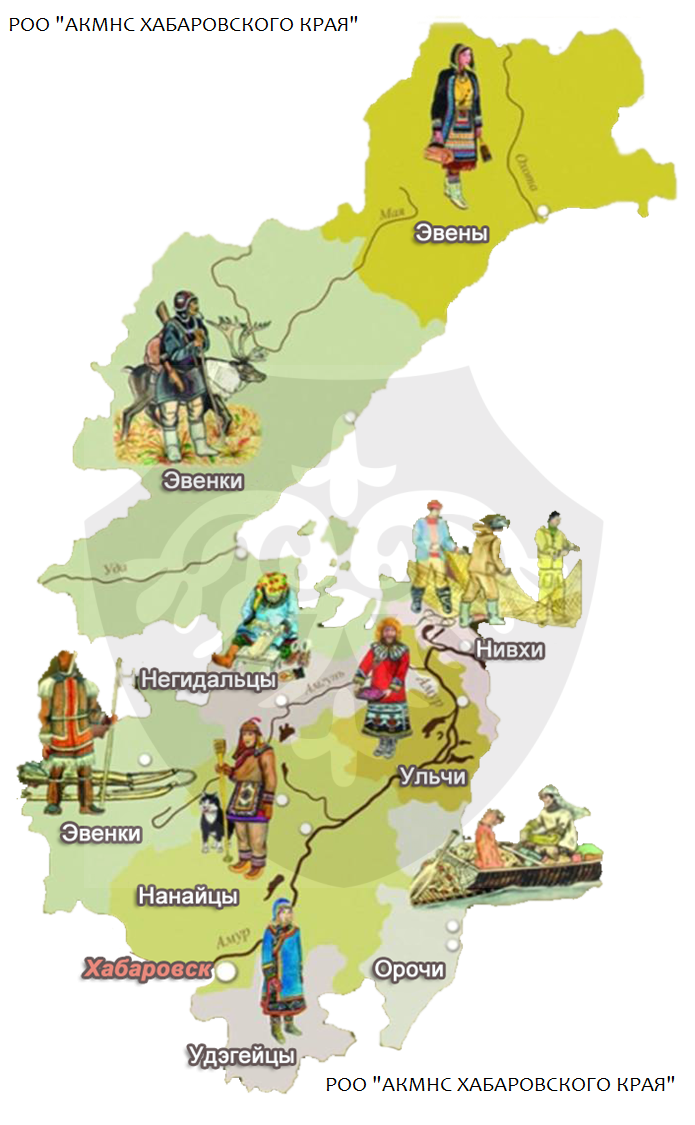 РОО "АКМНС ХАБАРОВСКОГО КРАЯ"
Охота
Мая
Эвены
Эвенки
Уда
Нивхи
Негидальцы
Амгунь
Амур
Ульчи
Эвенки
Нанайцы
Амур
Хабаровск
Орочи
Удэгейцы
РОО "АКМНС ХАБАРОВСКОГО КРАЯ"